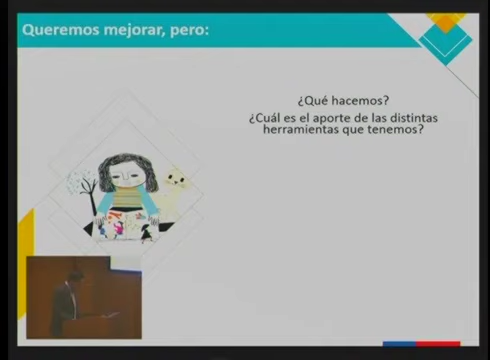 Queremos mejorar, pero:
¿Qué hacemos?
¿Cuál es el aporte de las distintas
herramientas que tenemos?